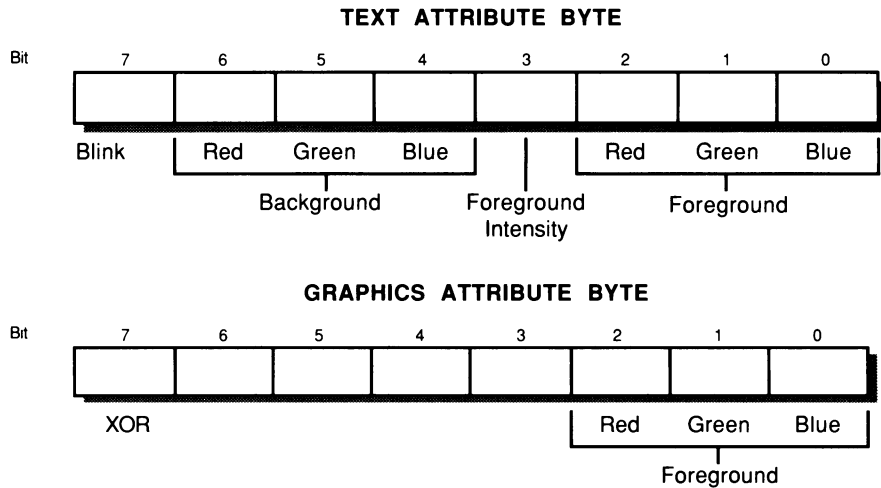 TEXT ATTRIBUTE BYTE
Bit 7 6 5 4 3 2 1 0
Blink Red Green Blue Red Green Blue
Background Foreground Intensity Foreground
GRAPHICS ATTRIBUTE BYTE
Bit 7 6 5 4 3 2 1 0
XOR Red Green Blue
Foreground